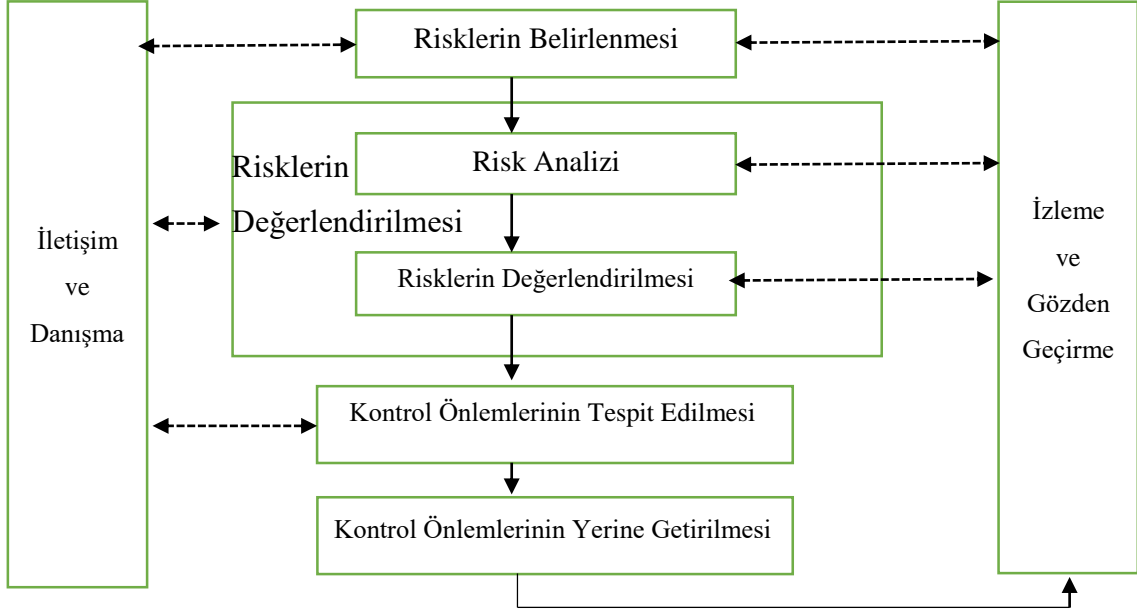 Risklerin Belirlenmesi
Risk Analizi
Risklerin
Değerlendirilmesi
Risklerin Değerlendirilmesi
İletişim
ve
Danışma
İzleme
ve
Gözden
Geçirme
Kontrol Önlemlerinin Tespit Edilmesi
Kontrol Önlemlerinin Yerine Getirilmesi